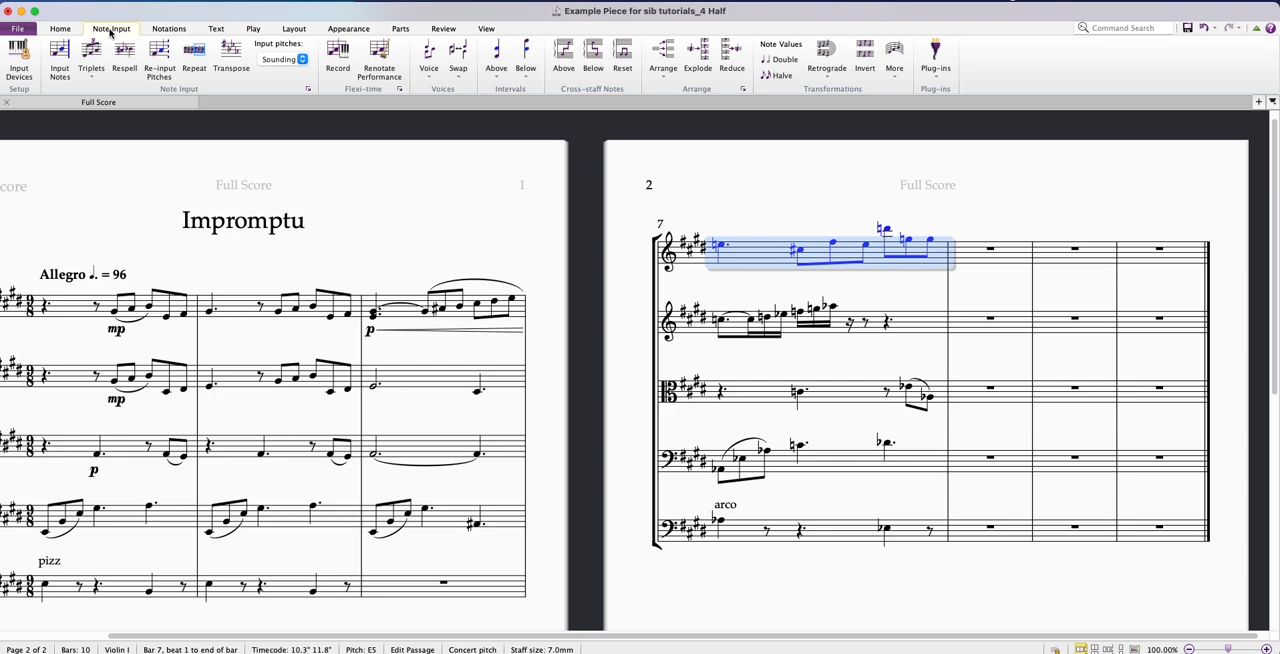 Example Piece for sib tutorials_4 Half
File Home Note Input Notations Text Play Layout Appearance Parts Review View
Command Search
Input Devices
Input Notes
Triplets
Respell
Re-input Pitches
Repeat
Transpose
Input pitches:
Sounding
Record
Renotate Performance
Voice
Swap
Above
Below
Above
Below
Reset
Arrange
Explode
Reduce
Note Values
Double
Halve
Retrograde
Invert
More
Plug-ins
Setup Note Input Flexi-time Voices Intervals Cross-staff Notes Arrange Transformations Plug-ins
Full Score
core
Full Score
1
Impromptu
Allegro ♩. = 96
mp
p
mp
p
pizz
2
Full Score
7
arco
Page 2 of 2 Bars: 10 Violin I Bar 7, beat 1 to end of bar Timecode: 10.3" 11.8" Pitch: E5 Edit Passage Concert pitch Staff size: 7.0mm 100.00%